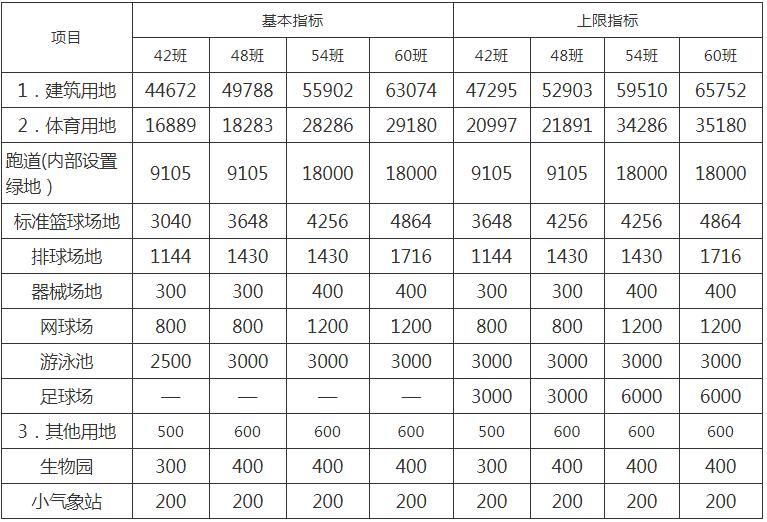 项目 基本指标 上限指标
42班 48班 54班 60班 42班 48班 54班 60班
1．建筑用地 44672 49788 55902 63074 47295 52903 59510 65752
2．体育用地 16889 18283 28286 29180 20997 21891 34286 35180
跑道(内部设置
绿地） 9105 9105 18000 18000 9105 9105 18000 18000
标准篮球场地 3040 3648 4256 4864 3648 4256 4256 4864
排球场地 1144 1430 1430 1716 1144 1430 1430 1716
器械场地 300 300 400 400 300 300 400 400
网球场 800 800 1200 1200 800 800 1200 1200
游泳池 2500 3000 3000 3000 3000 3000 3000 3000
足球场 — — — — 3000 3000 6000 6000
3．其他用地 500 600 600 600 500 600 600 600
生物园 300 400 400 400 300 400 400 400
小气象站 200 200 200 200 200 200 200 200